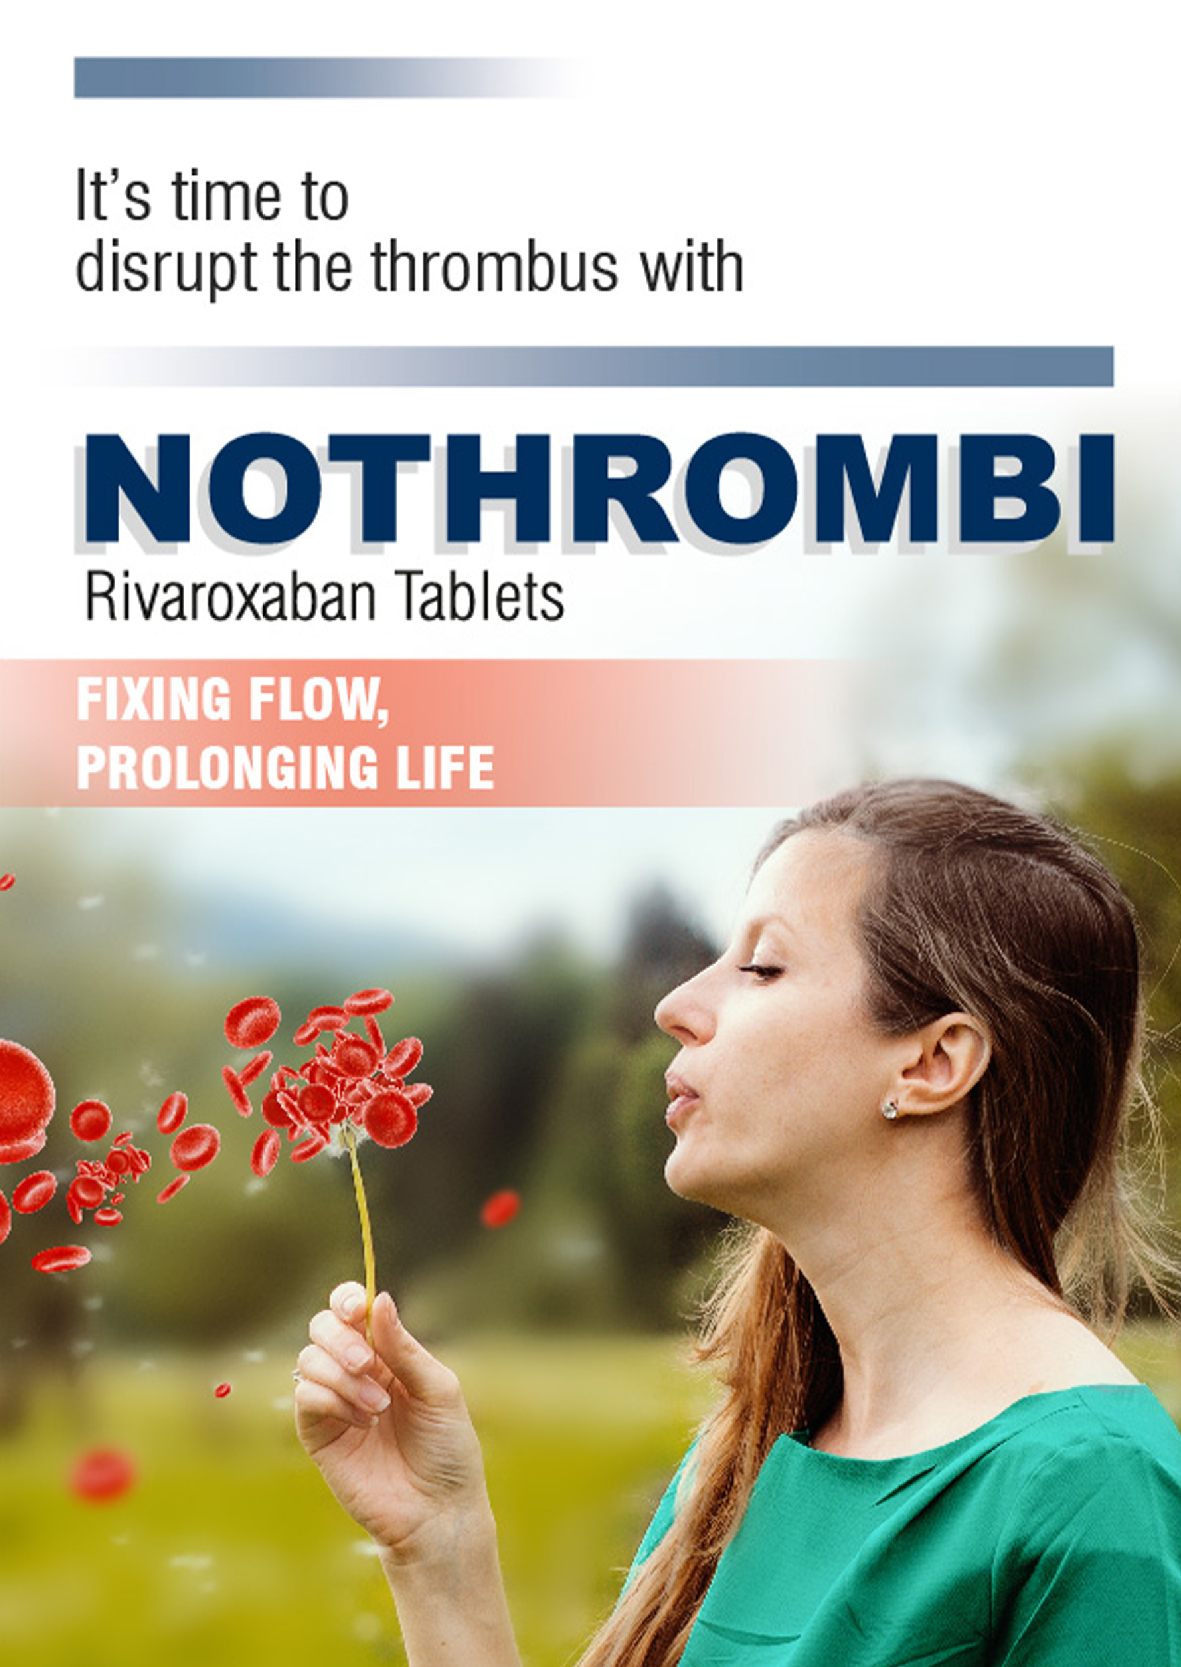 It’s time to
disrupt the thrombus with
NOTHROMBI
Rivaroxaban Tablets
FIXING FLOW,
PROLONGING LIFE